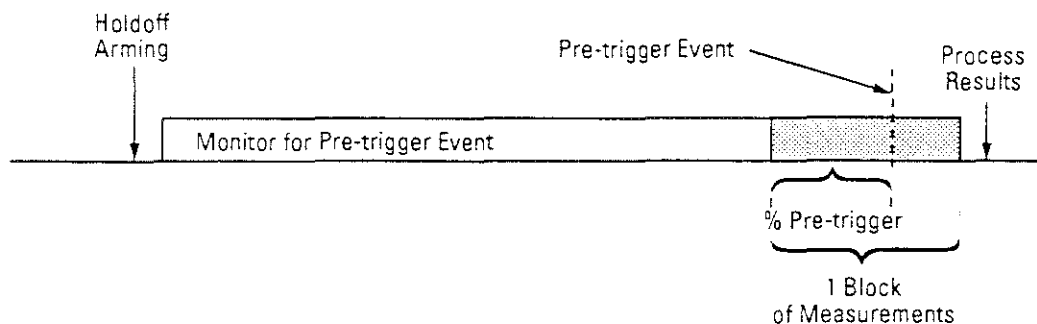 Holdoff
Arming
Pre-trigger Event
Process
Results
Monitor for Pre-trigger Event
% Pre-trigger
1 Block
of Measurements